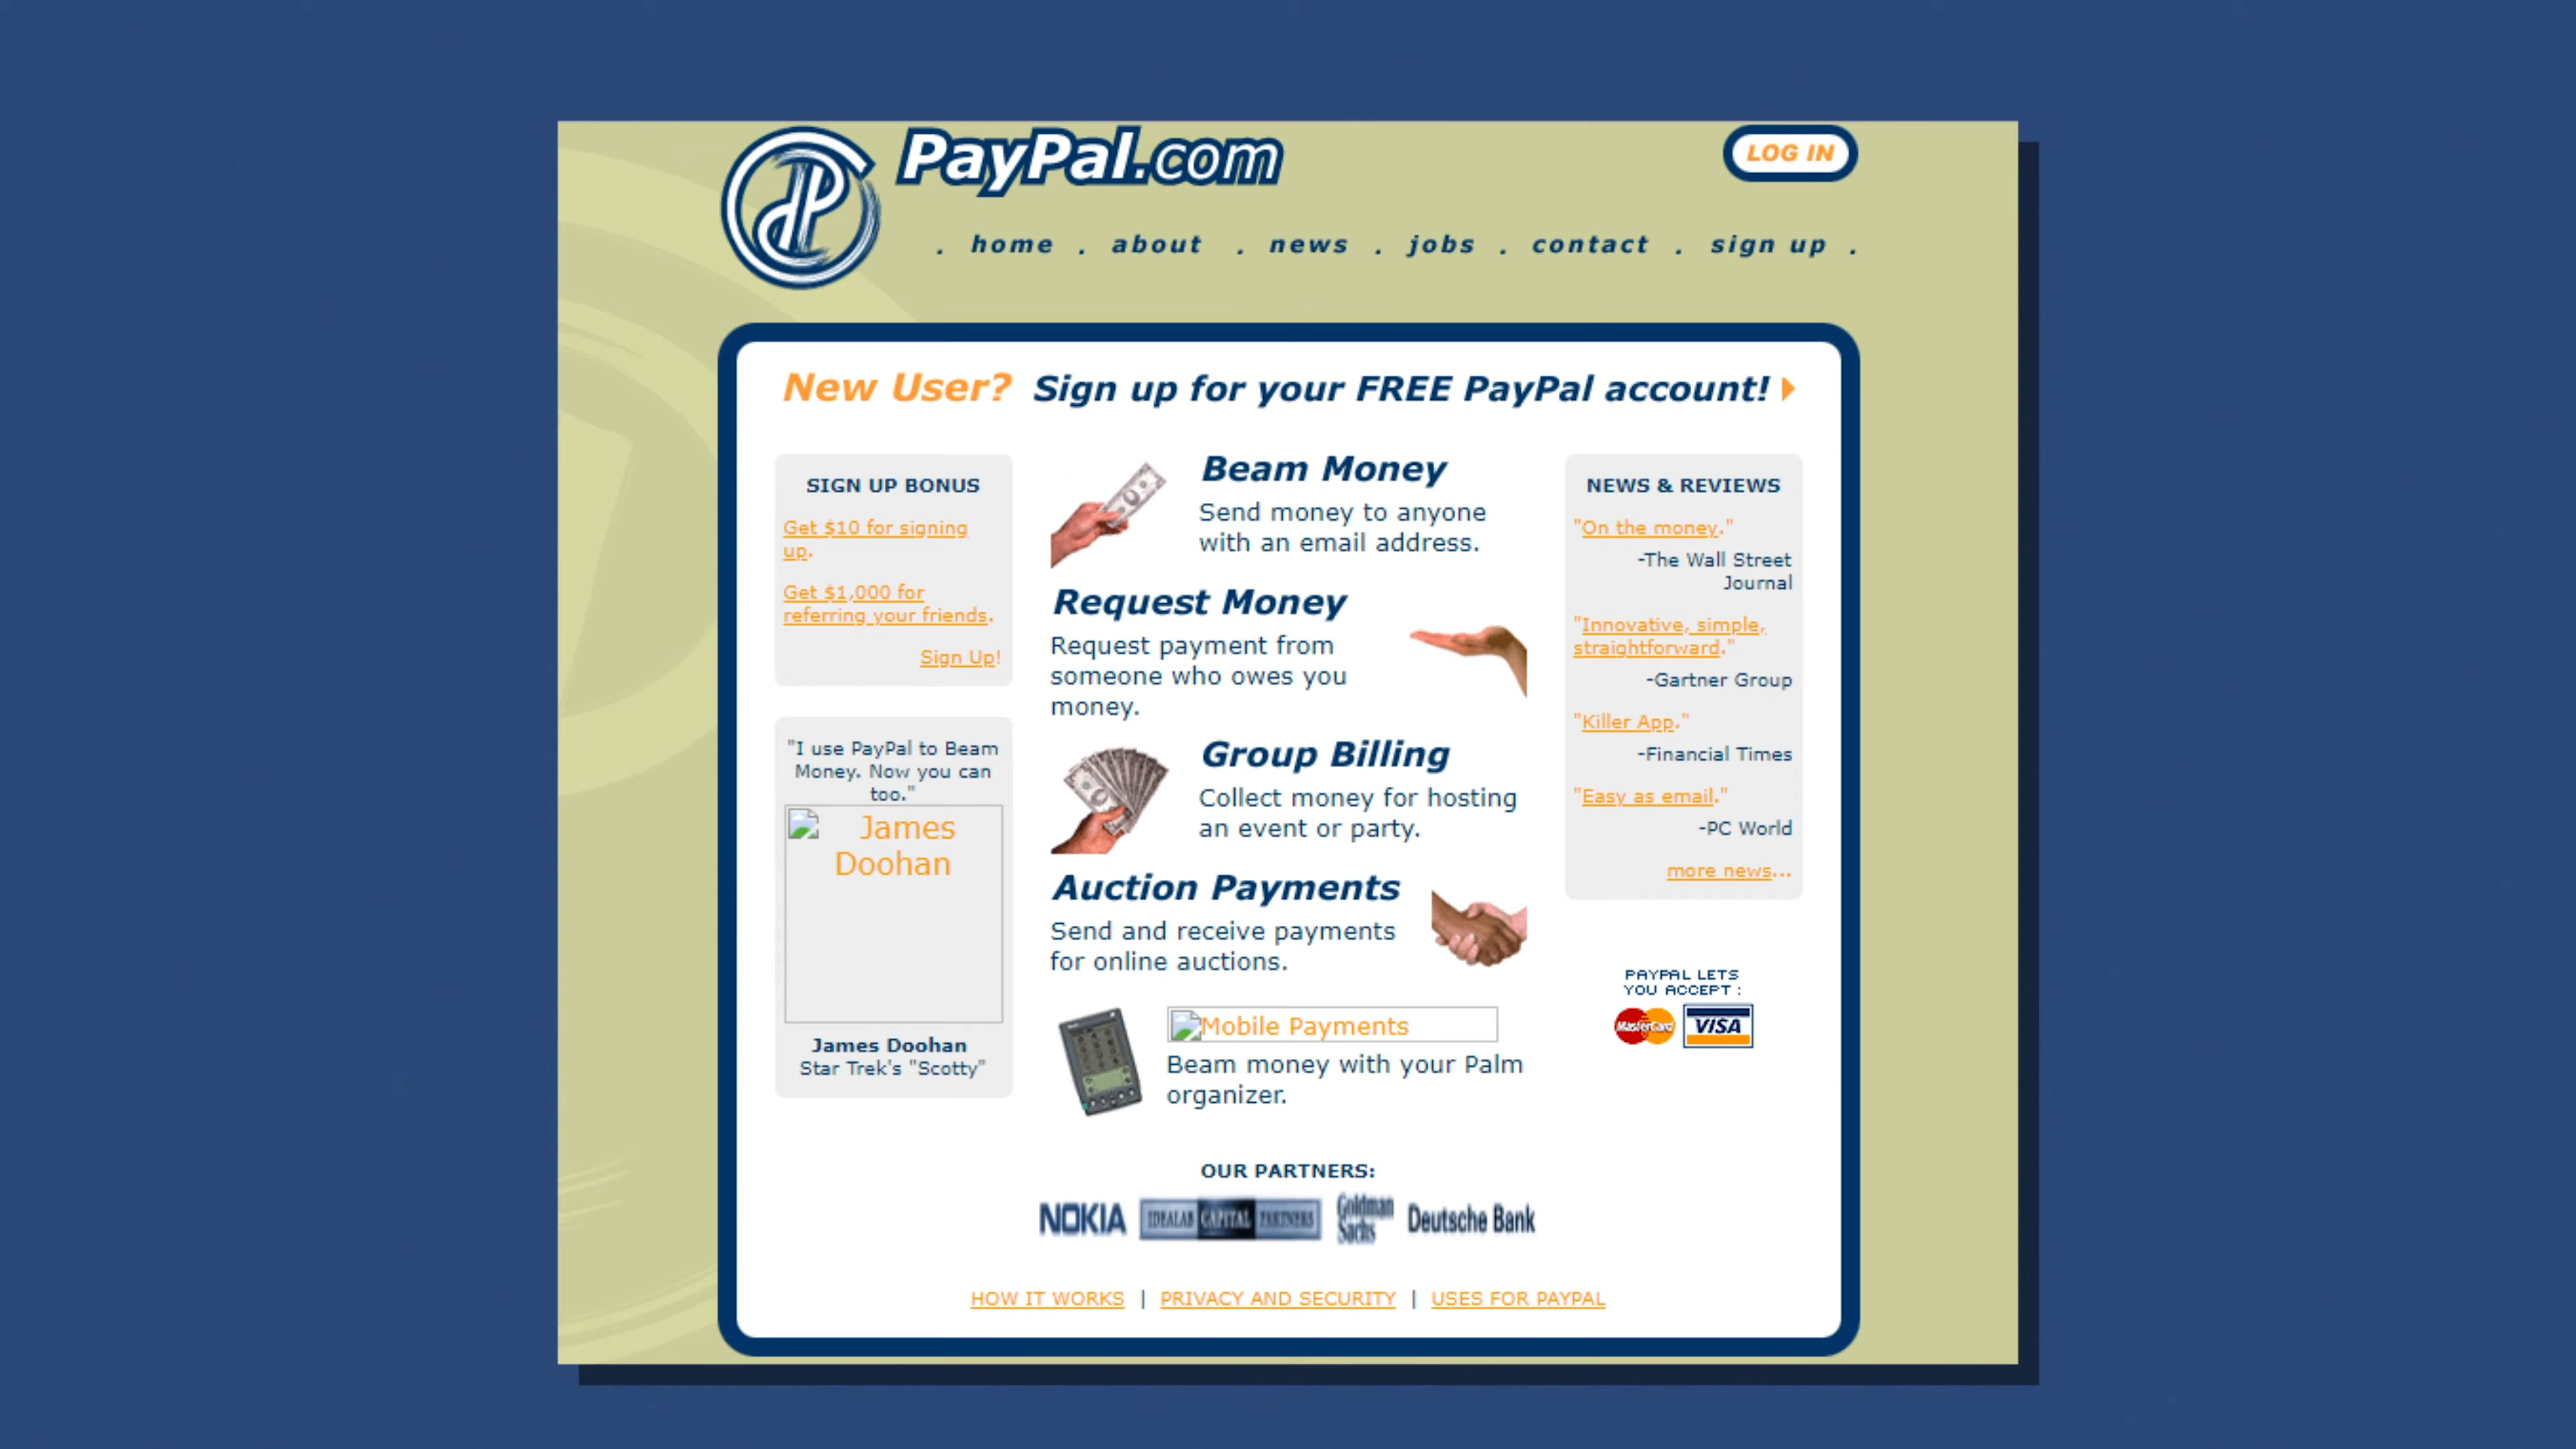 PayPal.com
LOG IN
. home . about . news . jobs . contact . sign up .
New User? Sign up for your FREE PayPal account!
SIGN UP BONUS
Get $10 for signing
up.
Get $1,000 for
referring your friends.
Sign Up!
"I use PayPal to Beam
Money. Now you can
too."
James
Doohan
James Doohan
Star Trek's "Scotty"
Beam Money
Send money to anyone
with an email address.
Request Money
Request payment from
someone who owes you
money.
Group Billing
Collect money for hosting
an event or party.
Auction Payments
Send and receive payments
for online auctions.
Mobile Payments
Beam money with your Palm
organizer.
NEWS & REVIEWS
"On the money."
-The Wall Street
Journal
"Innovative, simple,
straightforward."
-Gartner Group
"Killer App."
-Financial Times
"Easy as email."
-PC World
more news...
PAYPAL LETS
YOU ACCEPT :
MasterCard VISA
OUR PARTNERS:
NOKIA IDEALAB CAPITAL PARTNERS Goldman
Sachs Deutsche Bank
HOW IT WORKS | PRIVACY AND SECURITY | USES FOR PAYPAL